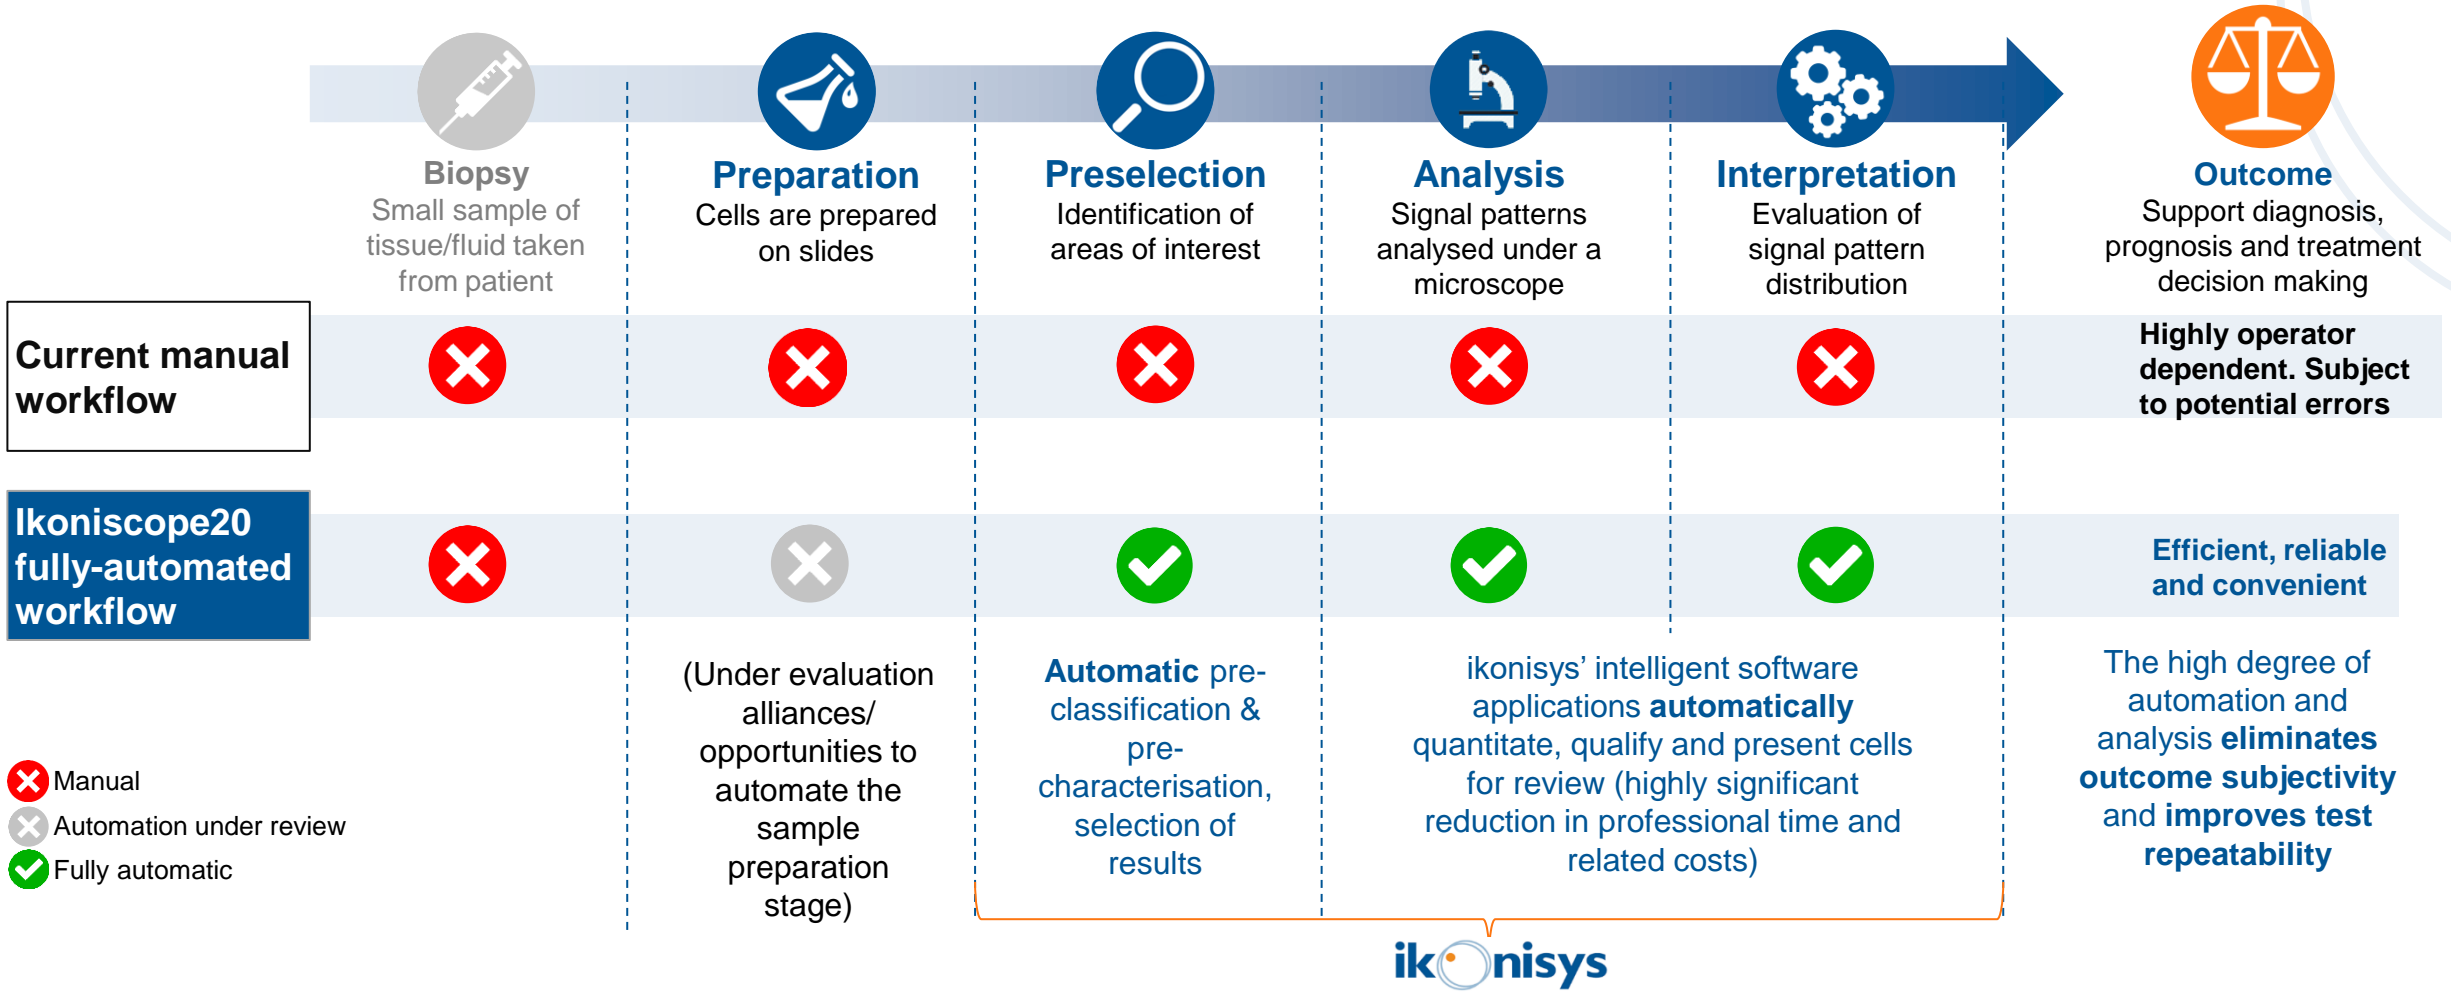 Biopsy
Small sample of
tissue/fluid taken
from patient
Preparation
Cells are prepared
on slides
Preselection
Identification of
areas of interest
Analysis
Signal patterns
analysed under a
microscope
Interpretation
Evaluation of
signal pattern
distribution
Outcome
Support diagnosis,
prognosis and treatment
decision making
Current manual
workflow
Highly operator
dependent. Subject
to potential errors
Ikoniscope20
fully-automated
workflow
Efficient, reliable
and convenient
(Under evaluation
alliances/
opportunities to
automate the
sample
preparation
stage)
Automatic pre-
classification &
pre-
characterisation,
selection of
results
ikonisys’ intelligent software
applications automatically
quantitate, qualify and present cells
for review (highly significant
reduction in professional time and
related costs)
The high degree of
automation and
analysis eliminates
outcome subjectivity
and improves test
repeatability
Manual
Automation under review
Fully automatic
ikonisys